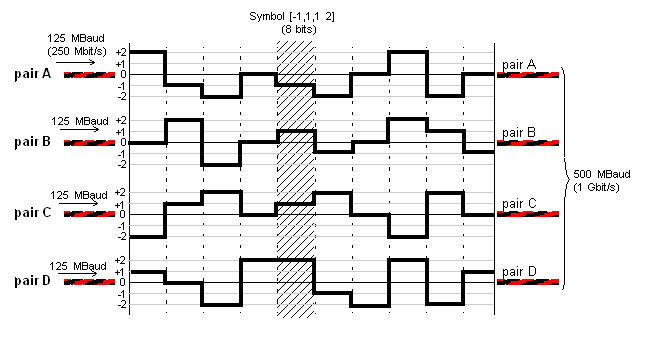 Symbol [-1,1,1 2]
(8 bits)
125 MBaud
(250 Mbit/s)
pair A
+2
+1
0
-1
-2
pair A
125 MBaud
pair B
+2
+1
0
-1
-2
pair B
500 MBaud
(1 Gbit/s)
125 MBaud
pair C
+2
+1
0
-1
-2
pair C
125 MBaud
pair D
+2
+1
0
-1
-2
pair D